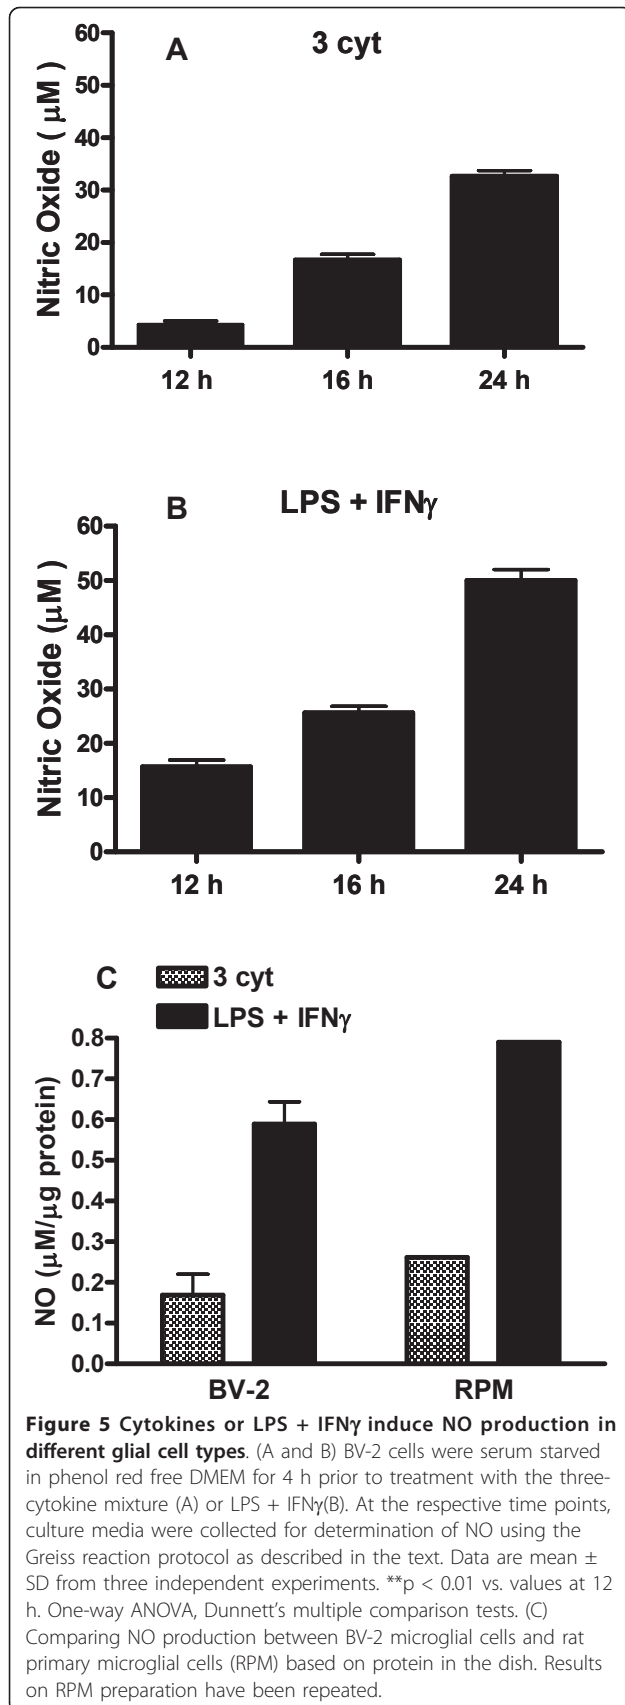 A
3 cyt
Nitric Oxide ( μM )
60
50
40
30
20
10
0
12 h
16 h
24 h
B
LPS + IFNγ
Nitric Oxide (μM )
60
50
40
30
20
10
0
12 h
16 h
24 h
C
3 cyt
LPS + IFNγ
NO (μM/μg protein)
0.8
0.7
0.6
0.5
0.4
0.3
0.2
0.1
0.0
BV-2
RPM
Figure 5 Cytokines or LPS + IFNγ induce NO production in
different glial cell types. (A and B) BV-2 cells were serum starved
in phenol red free DMEM for 4 h prior to treatment with the three-
cytokine mixture (A) or LPS + IFNγ(B). At the respective time points,
culture media were collected for determination of NO using the
Greiss reaction protocol as described in the text. Data are mean ±
SD from three independent experiments. **p < 0.01 vs. values at 12
h. One-way ANOVA, Dunnett's multiple comparison tests. (C)
Comparing NO production between BV-2 microglial cells and rat
primary microglial cells (RPM) based on protein in the dish. Results
on RPM preparation have been repeated.